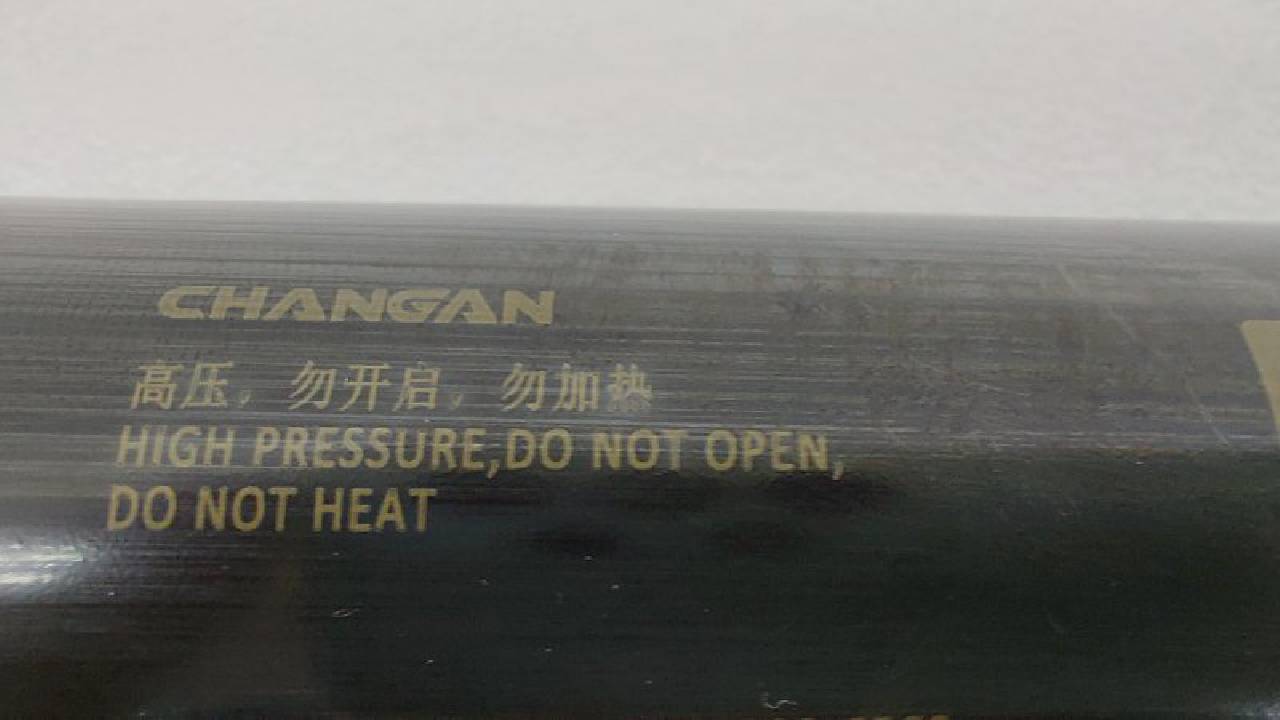 CHANGAN
高压，勿开启，勿加热
HIGH PRESSURE,DO NOT OPEN,
DO NOT HEAT